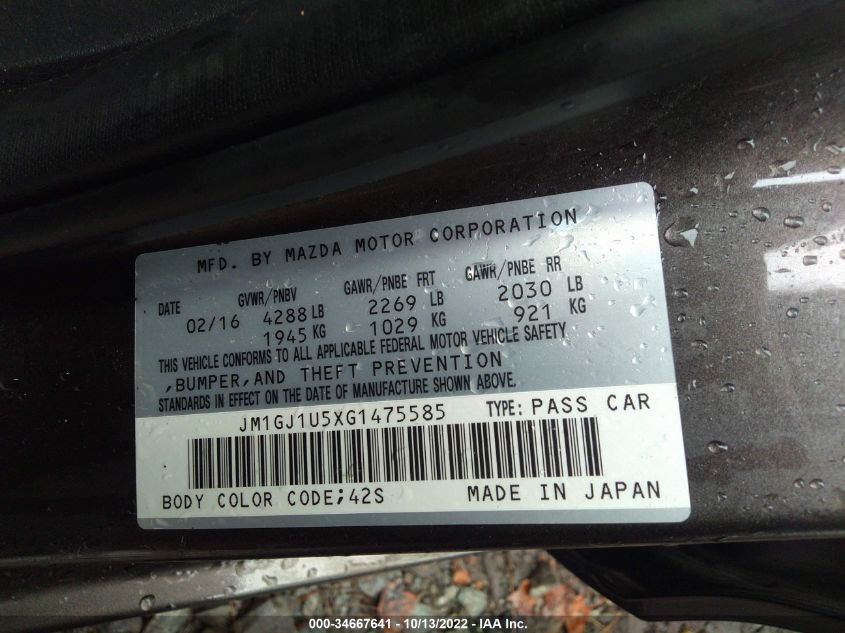 MFD. BY MAZDA MOTOR CORPORATION
DATE GVWR/PNBV GAWR/PNBE FRT GAWR/PNBE RR
02/16 4288 LB 2269 LB 2030 LB
1945 KG 1029 KG 921 KG
THIS VEHICLE CONFORMS TO ALL APPLICABLE FEDERAL MOTOR VEHICLE SAFETY
,BUMPER,AND THEFT PREVENTION
STANDARDS IN EFFECT ON THE DATE OF MANUFACTURE SHOWN ABOVE.
JM1GJ1U5XG1475585 TYPE: PASS CAR
BODY COLOR CODE;42S MADE IN JAPAN
000-34667641 - 10/13/2022 - IAA Inc.